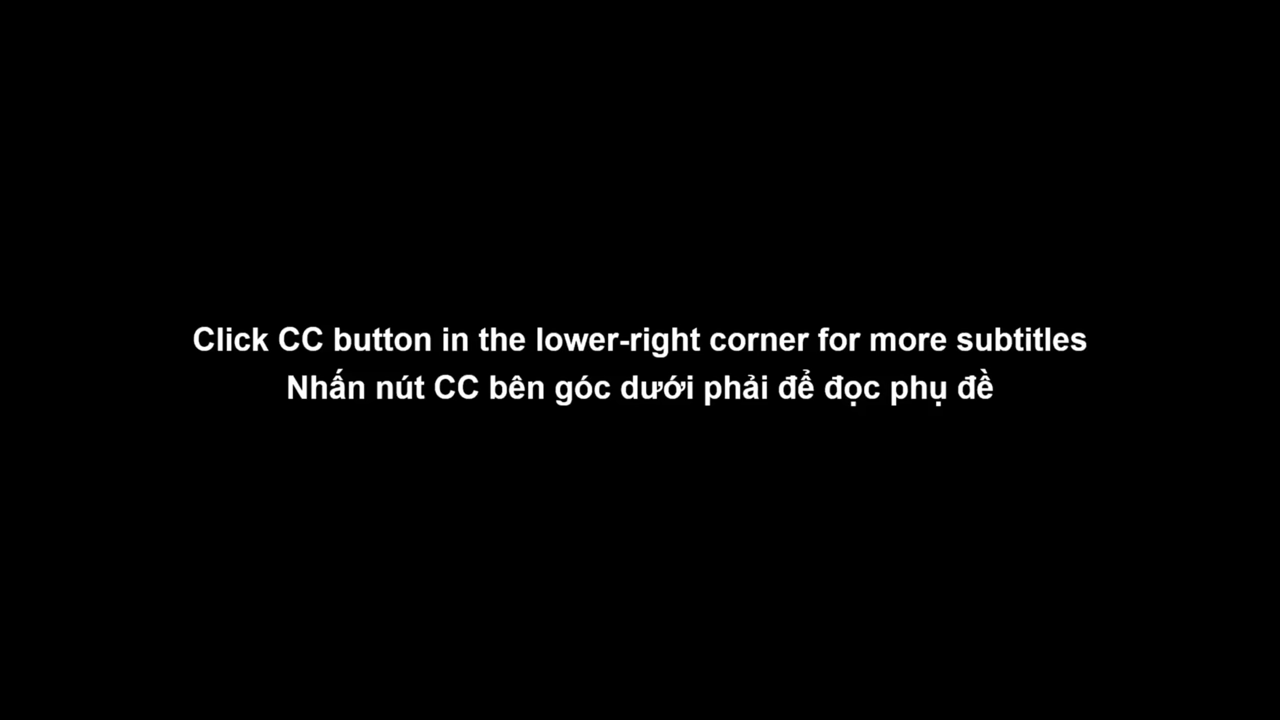 Click CC button in the lower-right corner for more subtitles
Nhấn nút CC bên góc dưới phải để đọc phụ đề